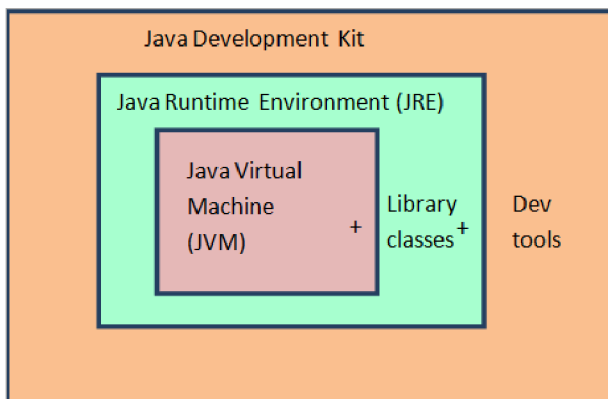 Java Development Kit
Java Runtime Environment (JRE)
Java Virtual
Machine
(JVM)
+
Library
classes
+
Dev
tools